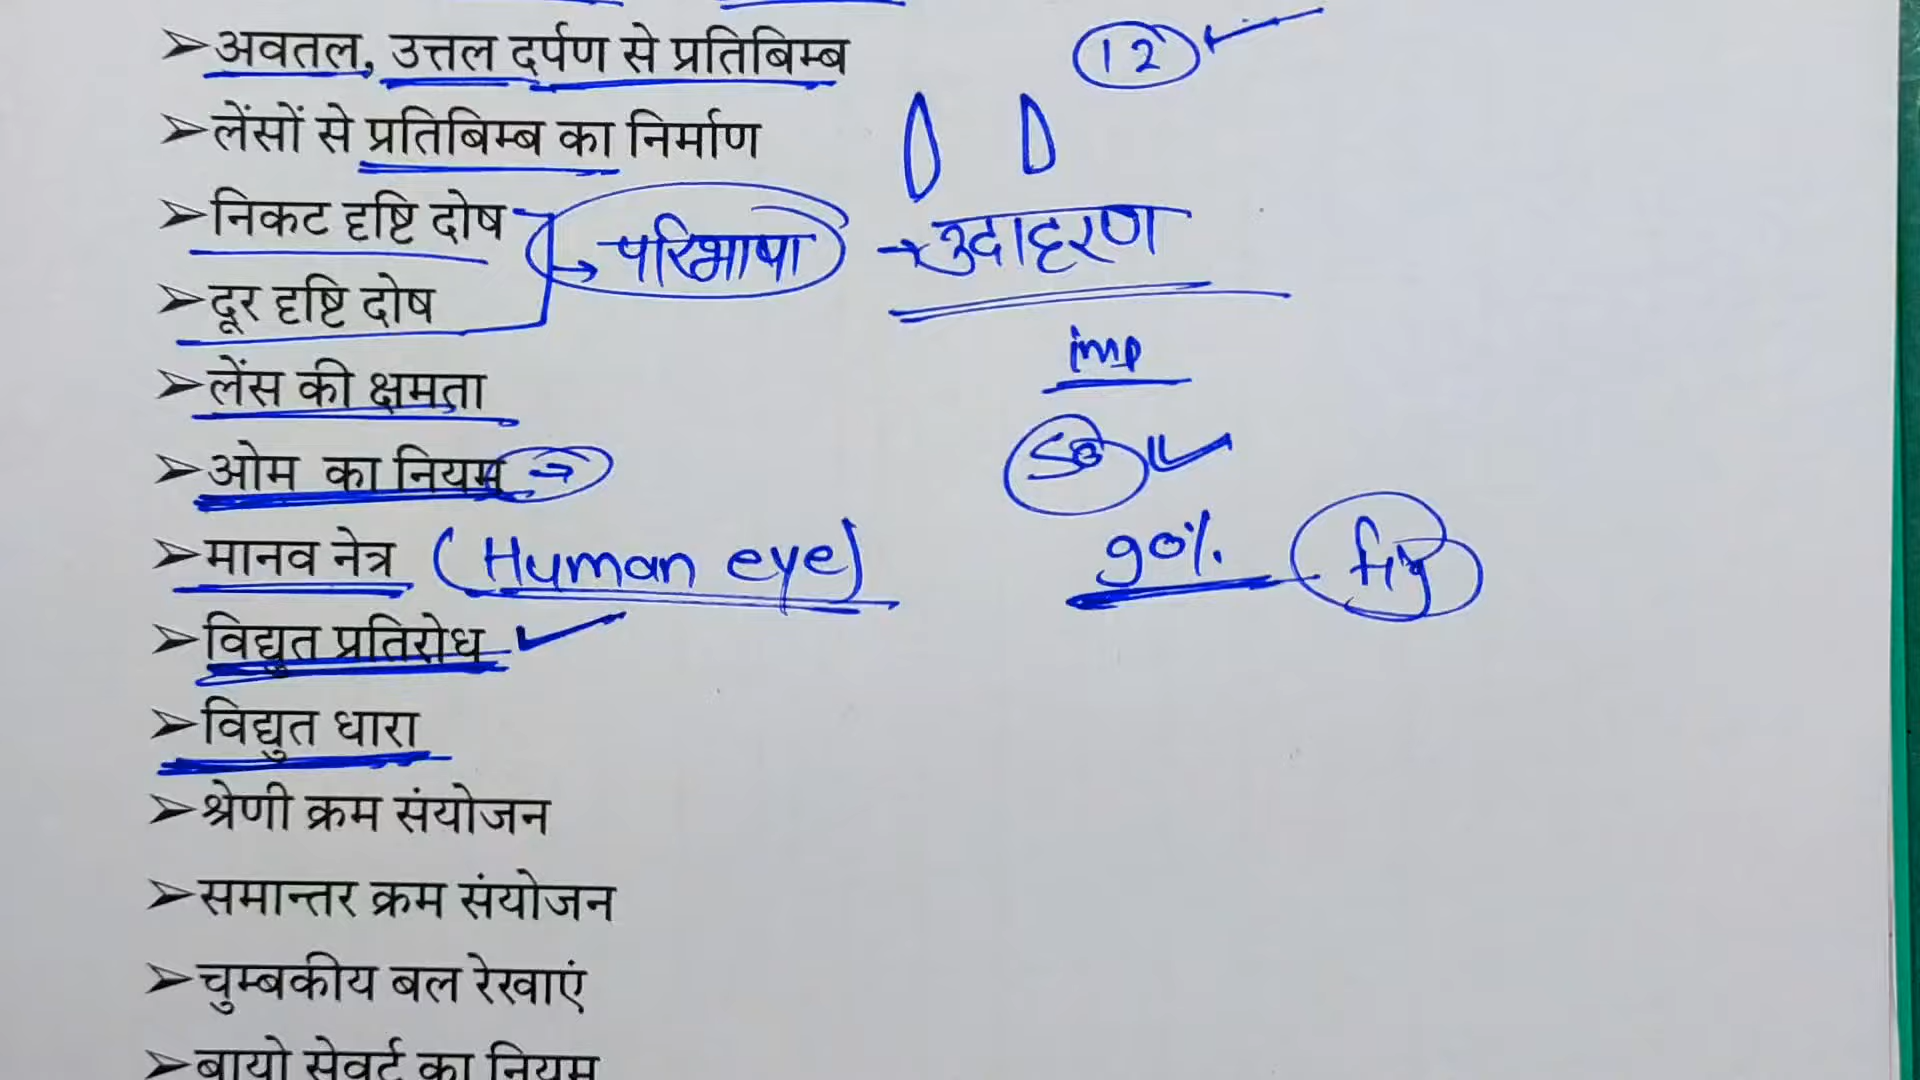 ➤अवतल, उत्तल दर्पण से प्रतिबिम्ब 12
➤लेंसों से प्रतिबिम्ब का निर्माण
➤निकट दृष्टि दोष → परिभाषा → उदाहरण
➤दूर दृष्टि दोष
imp
➤लेंस की क्षमता
➤ओम का नियम →
➤मानव नेत्र (Human eye) 90%.
➤विद्युत प्रतिरोध
➤विद्युत धारा
➤श्रेणी क्रम संयोजन
➤समान्तर क्रम संयोजन
➤चुम्बकीय बल रेखाएं
➤बायो सेवर्ट का नियम